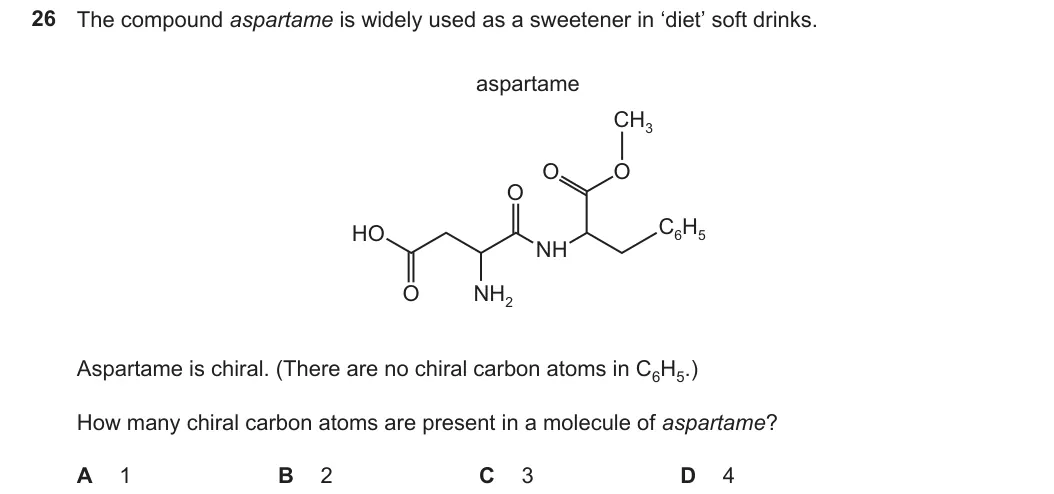 26 The compound aspartame is widely used as a sweetener in ‘diet’ soft drinks.
aspartame
CH₃
O
O
O
HO
C₆H₅
NH
O
NH₂
Aspartame is chiral. (There are no chiral carbon atoms in C₆H₅.)
How many chiral carbon atoms are present in a molecule of aspartame?
A 1 B 2 C 3 D 4